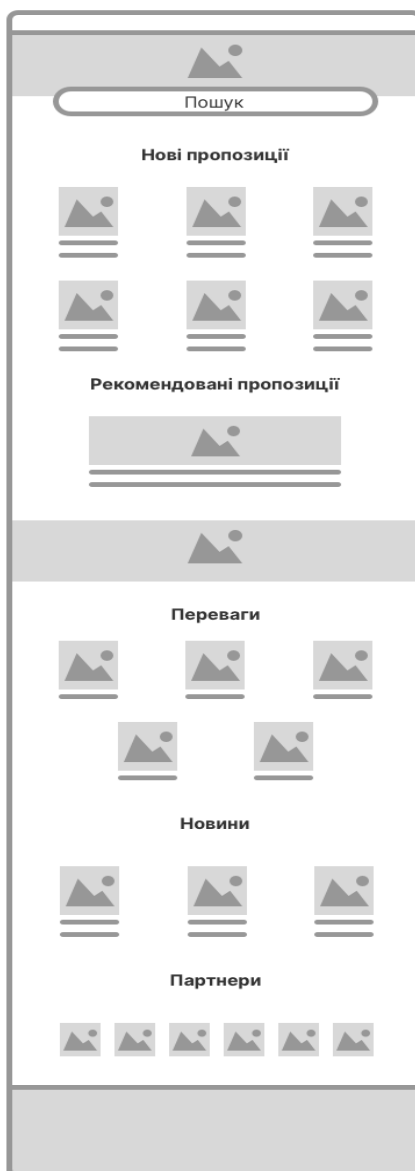 Пошук
Нові пропозиції
Рекомендовані пропозиції
Переваги
Новини
Партнери